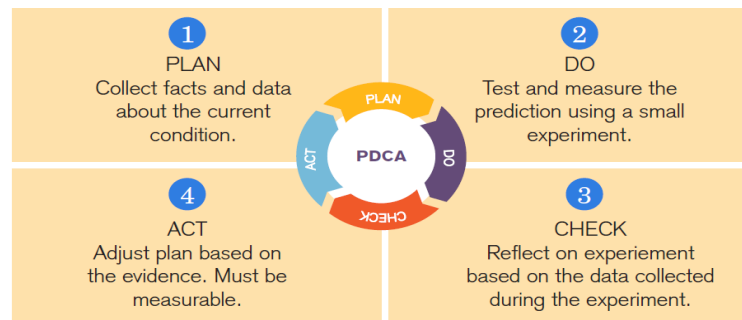 1
PLAN
Collect facts and data
about the current
condition.
2
DO
Test and measure the
prediction using a small
experiment.
PLAN
DO
CHECK
ACT
PDCA
4
ACT
Adjust plan based on
the evidence. Must be
measurable.
3
CHECK
Reflect on experiement
based on the data collected
during the experiment.